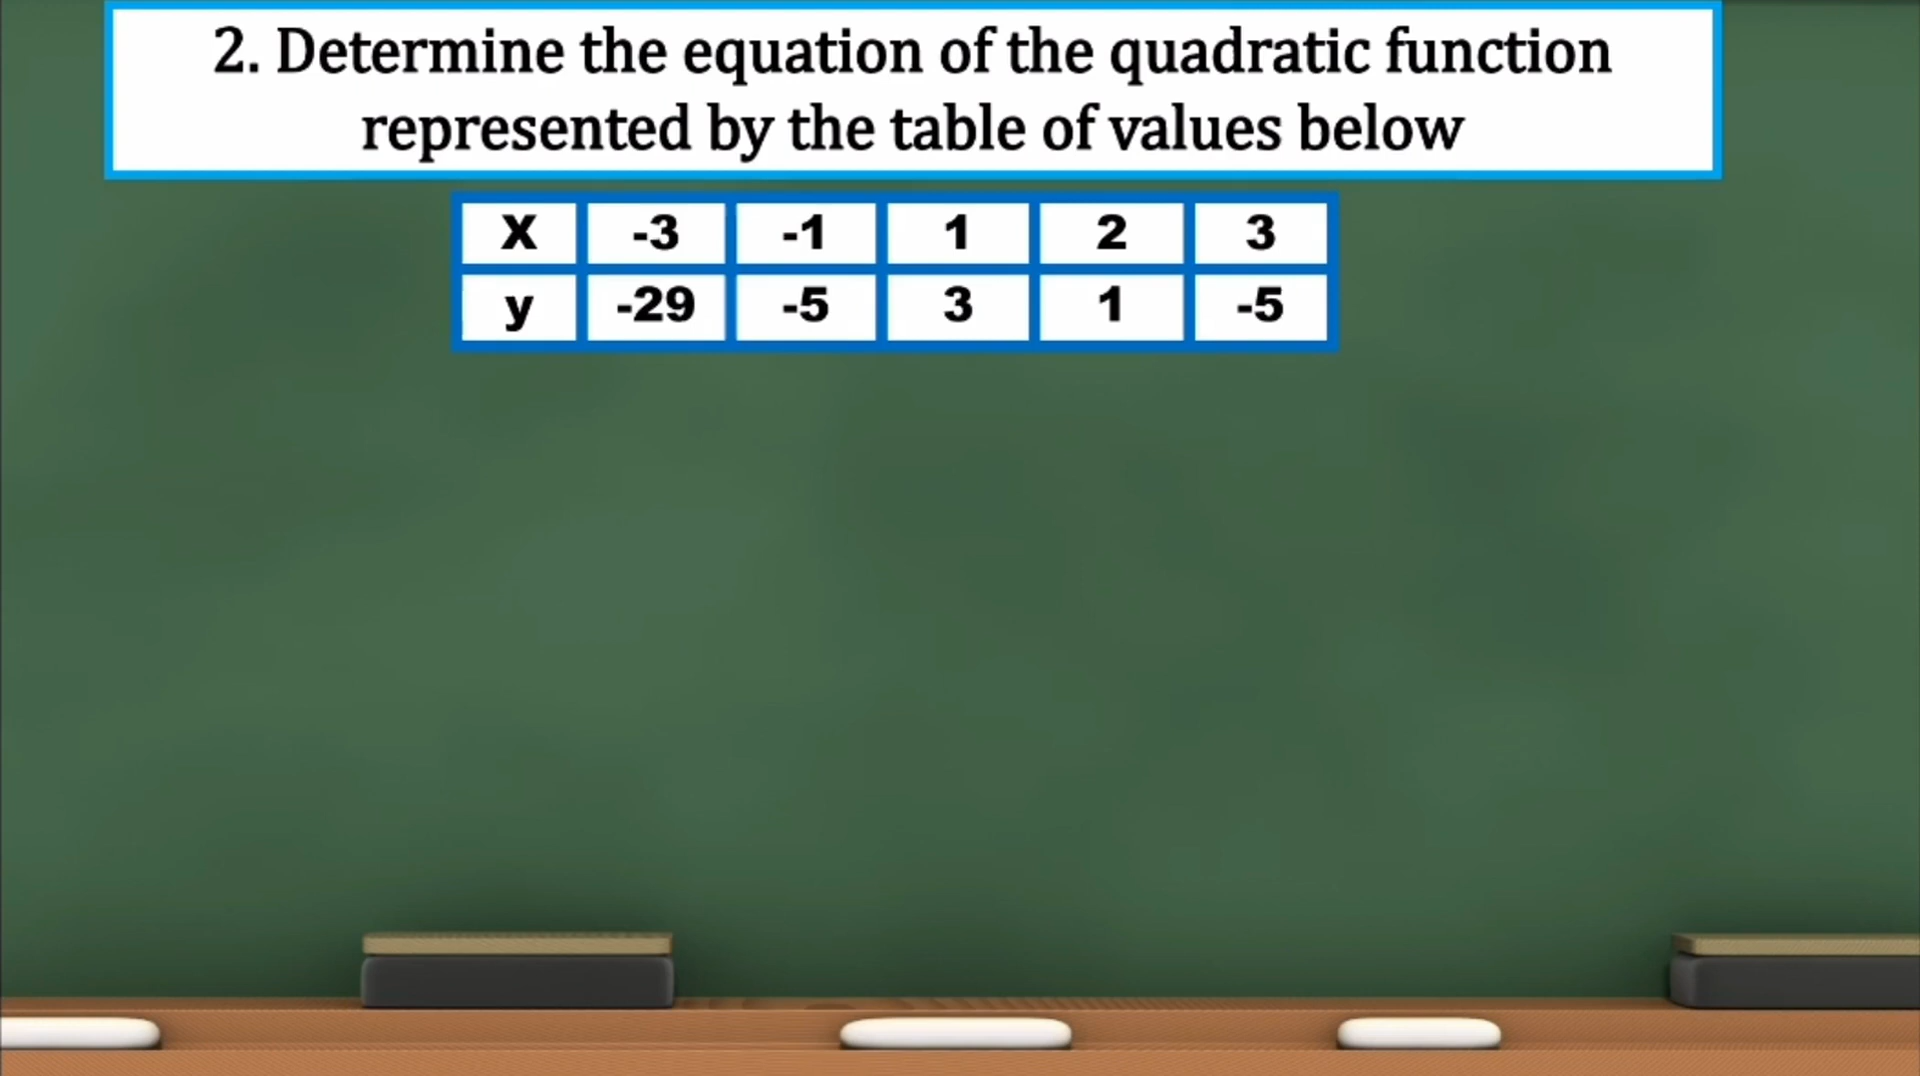 2. Determine the equation of the quadratic function
represented by the table of values below
X -3 -1 1 2 3
y -29 -5 3 1 -5